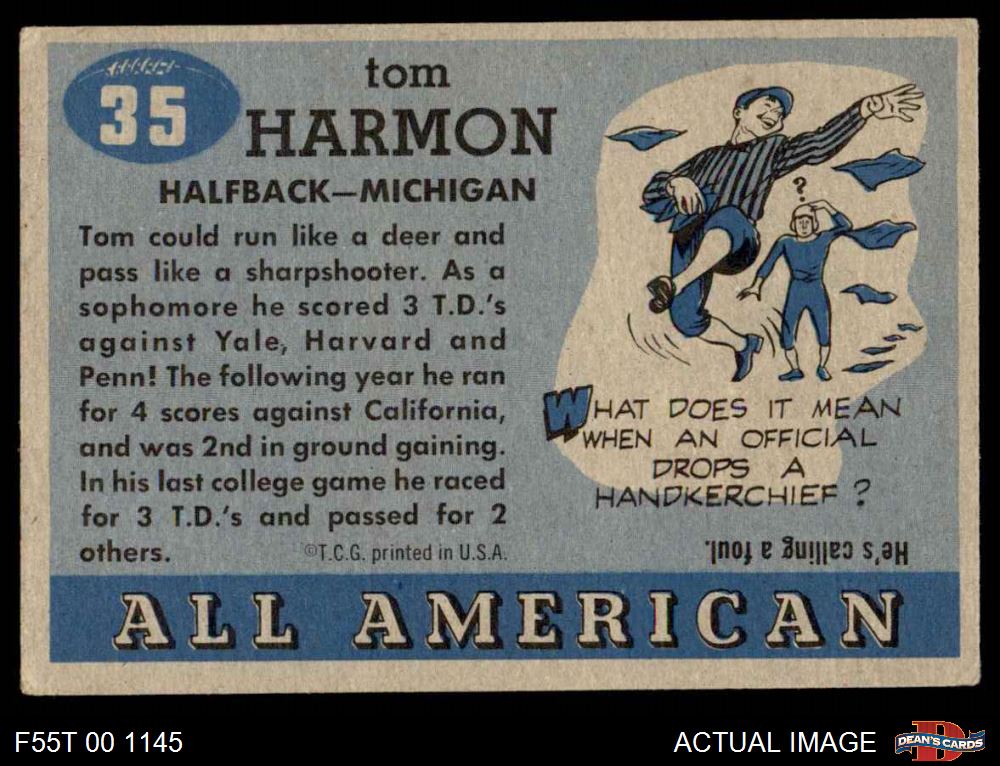 35
tom
HARMON
HALFBACK—MICHIGAN
Tom could run like a deer and
pass like a sharpshooter. As a
sophomore he scored 3 T.D.'s
against Yale, Harvard and
Penn! The following year he ran
for 4 scores against California,
and was 2nd in ground gaining.
In his last college game he raced
for 3 T.D.'s and passed for 2
others.
©T.C.G. printed in U.S.A.
?
WHAT DOES IT MEAN
WHEN AN OFFICIAL
DROPS A
HANDKERCHIEF?
He's calling a foul.
ALL AMERICAN
F55T 00 1145
ACTUAL IMAGE
D
DEAN'S CARDS